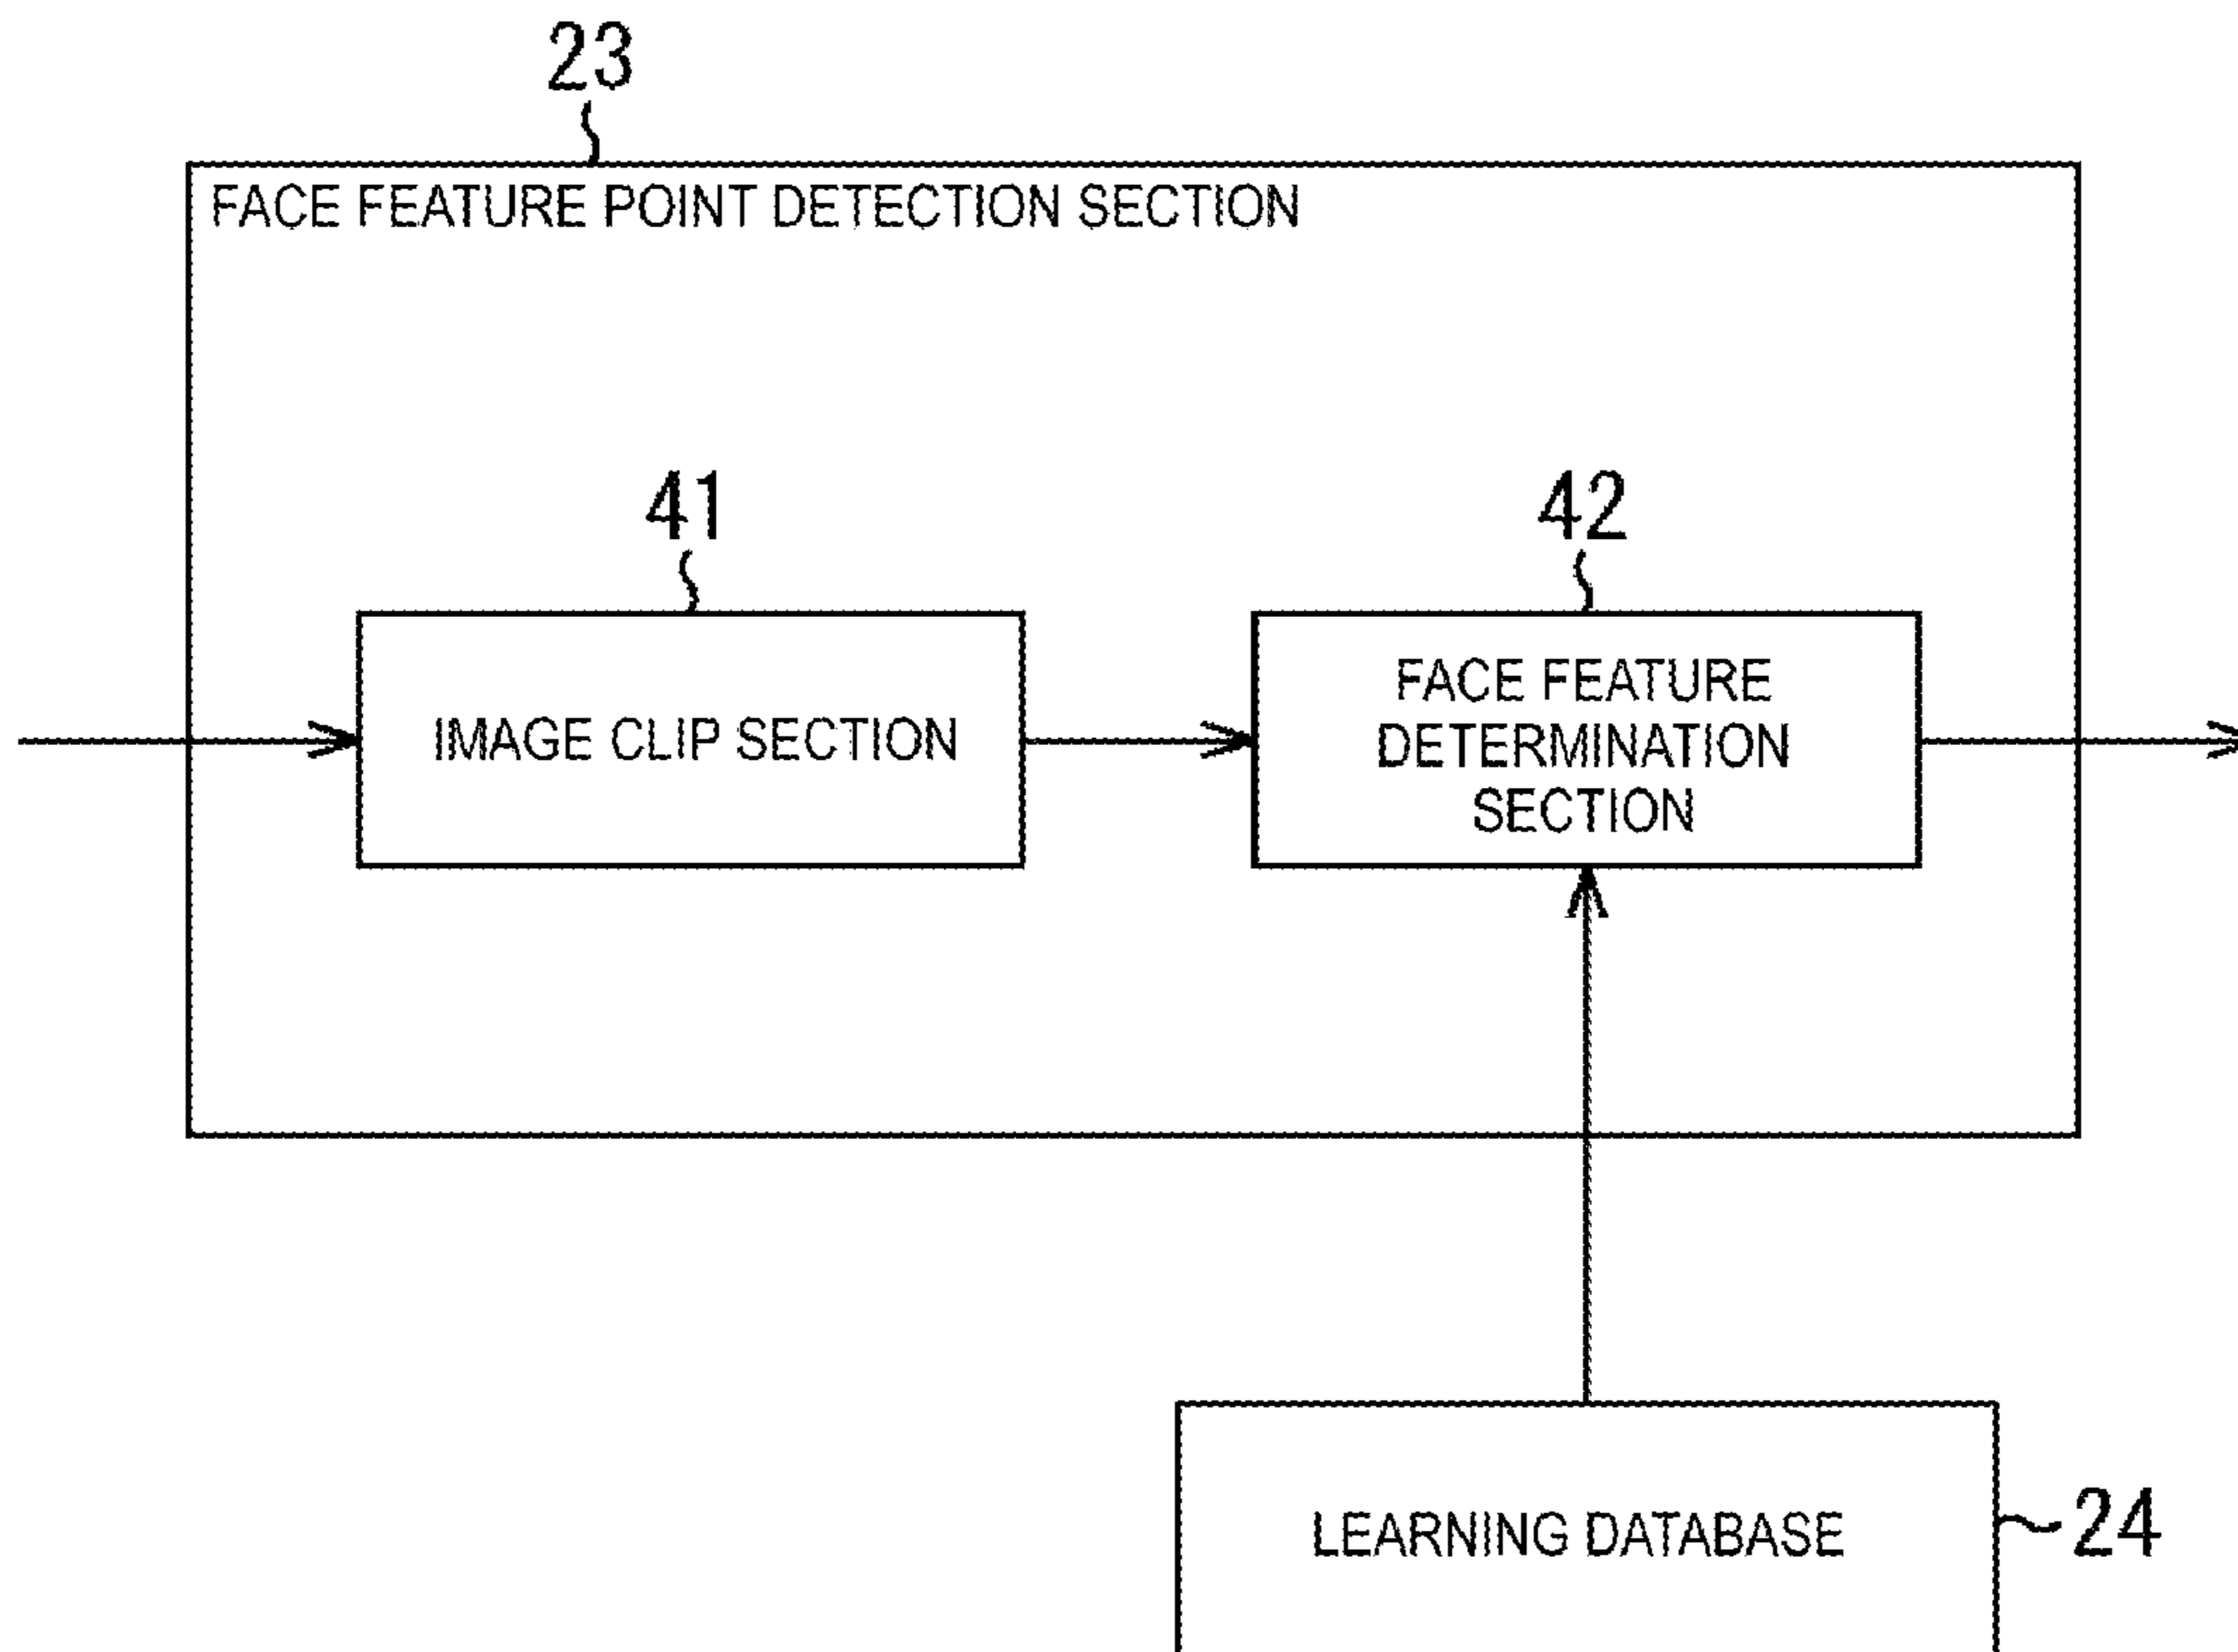 23
FACE FEATURE POINT DETECTION SECTION
41
42
IMAGE CLIP SECTION
FACE FEATURE
DETERMINATION
SECTION
LEARNING DATABASE
24